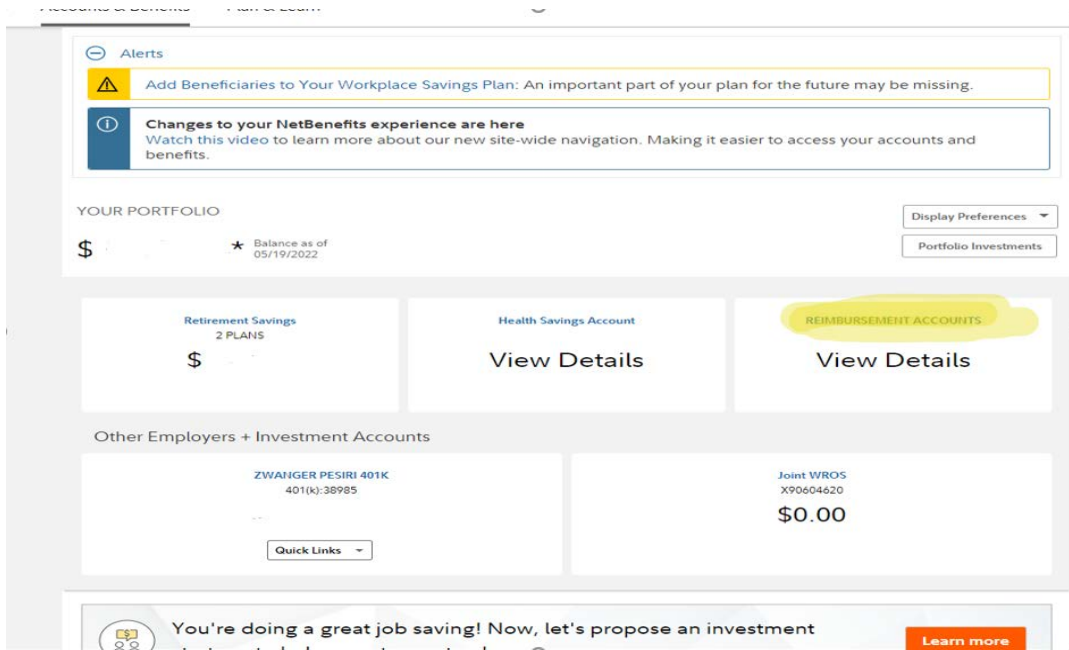 Accounts & Benefits Plan & Learn
Alerts
Add Beneficiaries to Your Workplace Savings Plan: An important part of your plan for the future may be missing.
Changes to your NetBenefits experience are here
Watch this video to learn more about our new site-wide navigation. Making it easier to access your accounts and
benefits.
YOUR PORTFOLIO
Display Preferences
$ * Balance as of
05/19/2022
Portfolio Investments
Retirement Savings
2 PLANS
$
Health Savings Account
View Details
REIMBURSEMENT ACCOUNTS
View Details
Other Employers + Investment Accounts
ZWANGER PESIRI 401K
401(k):38985
Quick Links
Joint WROS
X90604620
$0.00
You're doing a great job saving! Now, let's propose an investment
Learn more